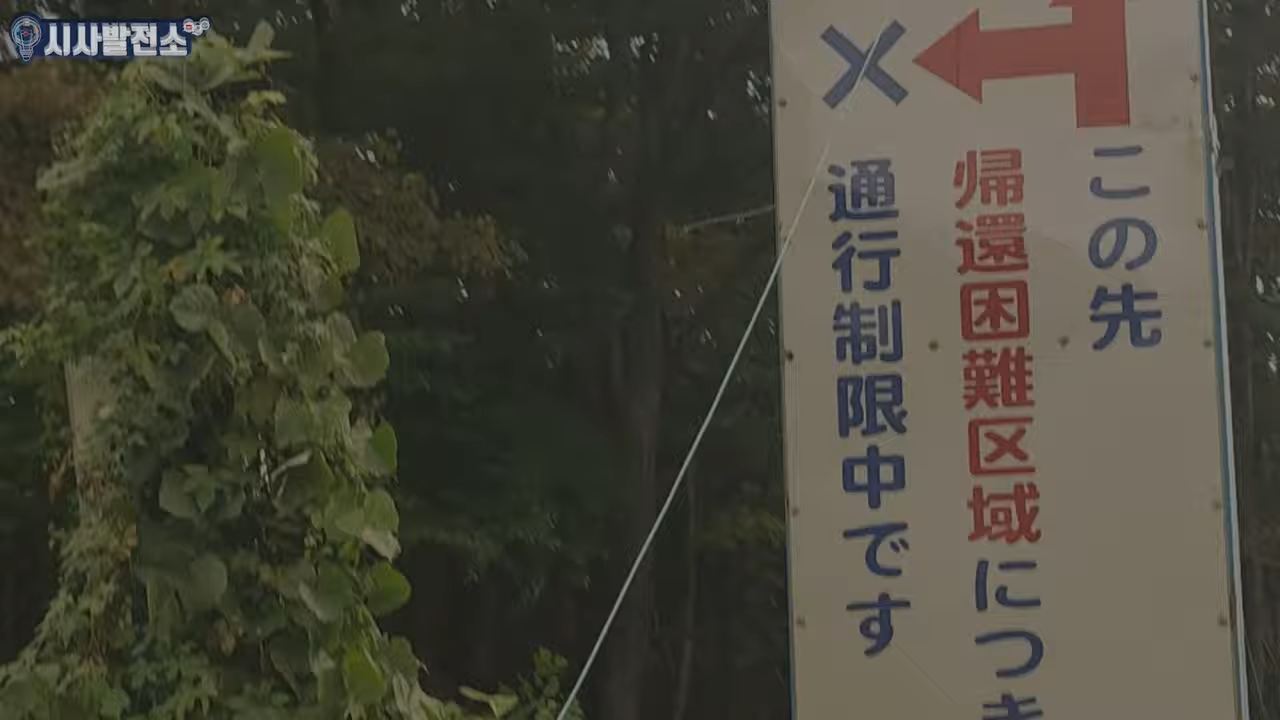 시사발전소
この先
帰還困難区域につき
通行制限中です